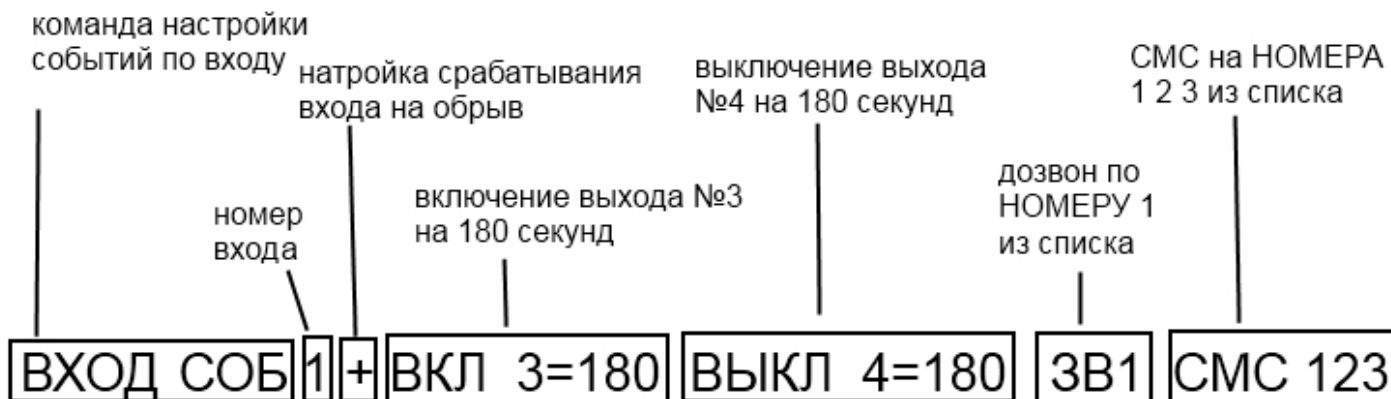 команда настройки
событий по входу
натройка срабатывания
входа на обрыв
выключение выхода
№4 на 180 секунд
СМС на НОМЕРА
1 2 3 из списка
номер
входа
включение выхода №3
на 180 секунд
дозвон по
НОМЕРУ 1
из списка
ВХОД СОБ 1 + ВКЛ 3=180 ВЫКЛ 4=180 ЗВ1 СМС 123